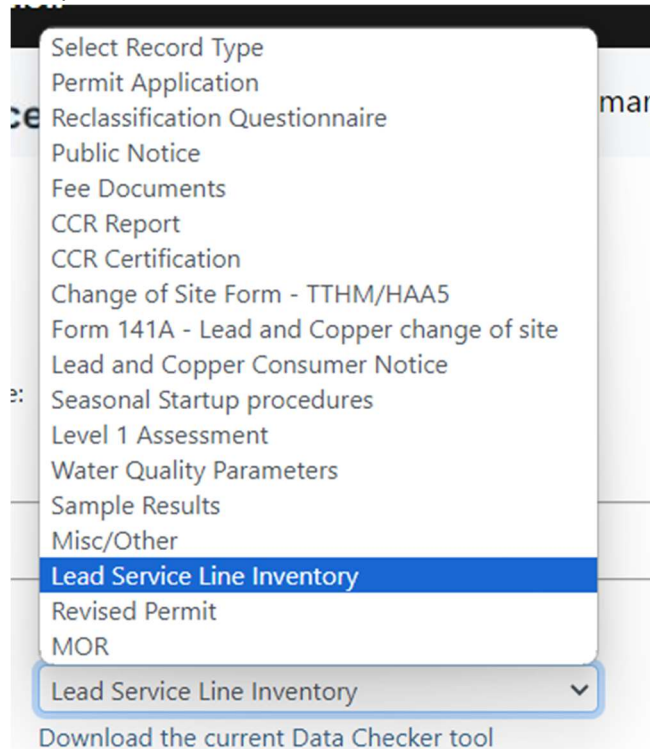 Select Record Type
Permit Application
Reclassification Questionnaire
Public Notice
Fee Documents
CCR Report
CCR Certification
Change of Site Form - TTHM/HAA5
Form 141A - Lead and Copper change of site
Lead and Copper Consumer Notice
Seasonal Startup procedures
Level 1 Assessment
Water Quality Parameters
Sample Results
Misc/Other
Lead Service Line Inventory
Revised Permit
MOR
Lead Service Line Inventory
Download the current Data Checker tool